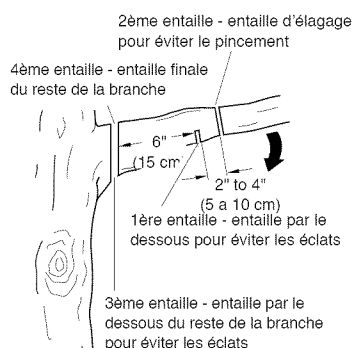 2ème entaille - entaille d'élagage
pour éviter le pincement
4ème entaille - entaille finale
du reste de la branche
6"
(15 cm
2" to 4"
(5 a 10 cm)
1ère entaille - entaille par le
dessous pour éviter les éclats
3ème entaille - entaille par le
dessous du reste de la branche
pour éviter les éclats